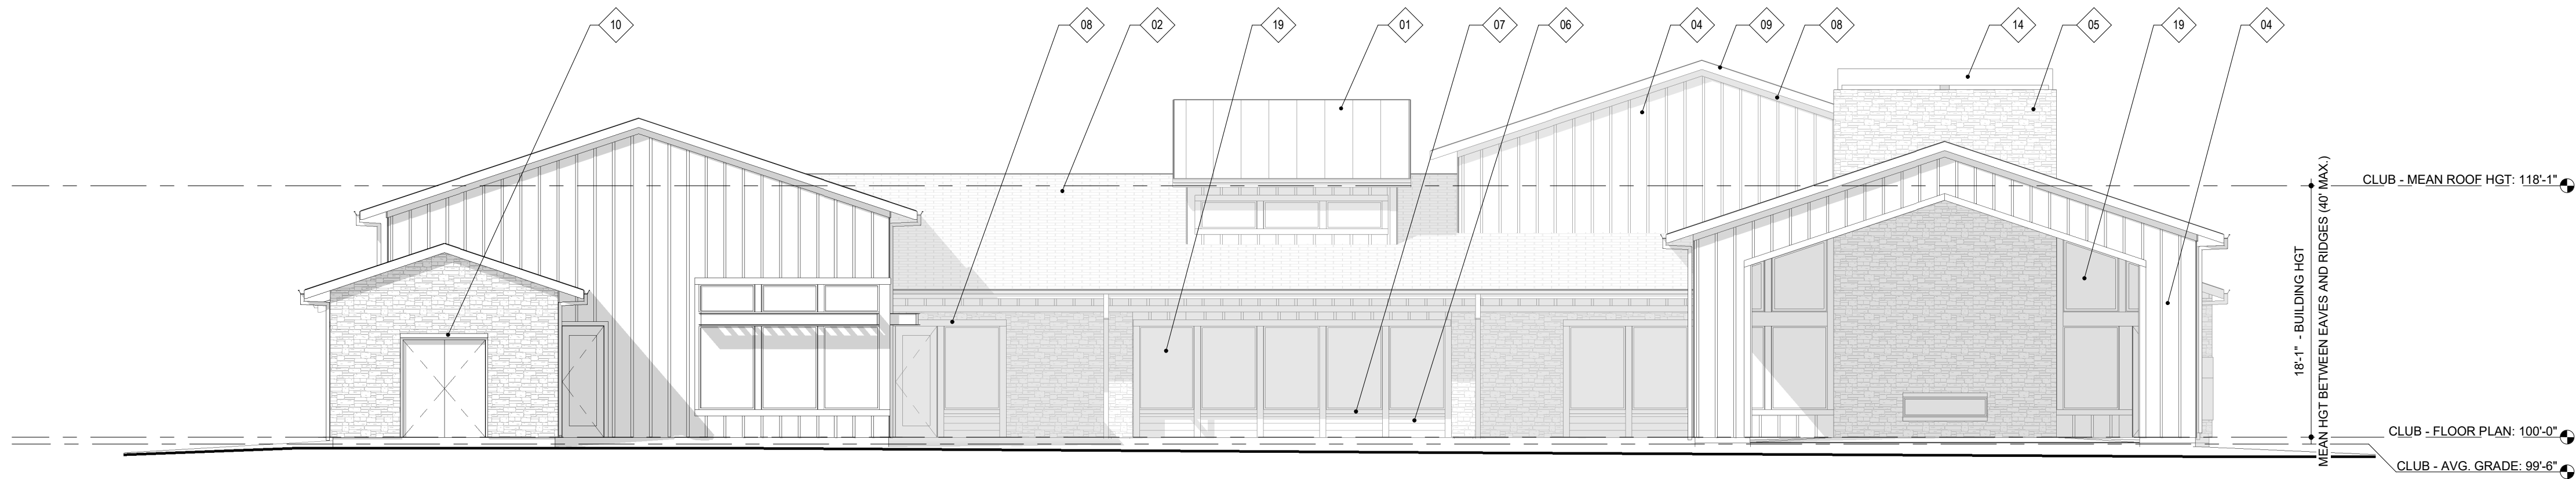 10
08
02
19
01
07
06
04
09
08
14
05
19
04
CLUB - MEAN ROOF HGT: 118'-1"
18'-1" - BUILDING HGT
MEAN HGT BETWEEN EAVES AND RIDGES (40' MAX.)
CLUB - FLOOR PLAN: 100'-0"
CLUB - AVG. GRADE: 99'-6"